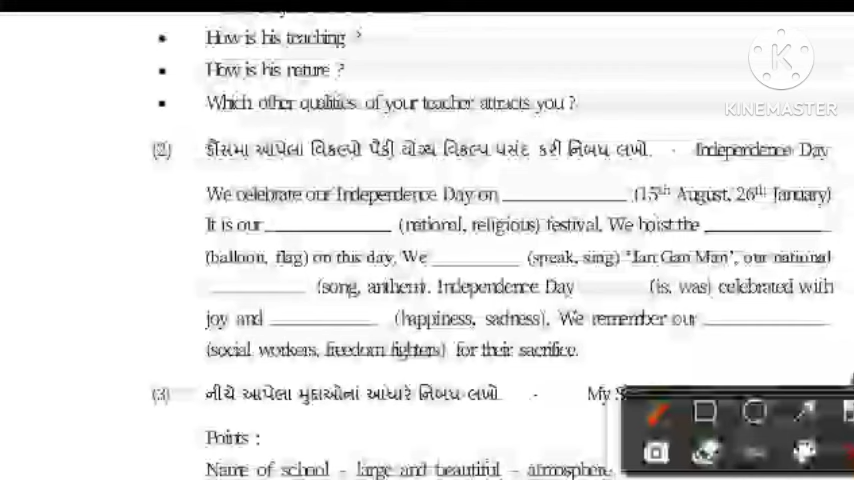 How is his teaching ?
How is his nature ?
Which other qualities of your teacher attracts you ?
KINEMASTER
(2) કૌંસમા આપેલા વિકલ્પો પૈકી યોગ્ય વિકલ્પ પસંદ કરી નિબંધ લખો. - Independence Day
We celebrate our Independence Day on ____________ (15th August, 26th January)
It is our ____________ (national, religious) festival. We hoist the ____________
(balloon, flag) on this day. We ________ (speak, sing) 'Jan Gan Man', our national
________ (song, anthem). Independence Day ______ (is, was) celebrated with
joy and __________ (happiness, sadness). We remember our ____________
(social workers, freedom fighters) for their sacrifice.
(3) નીચે આપેલા મુદ્દાઓનાં આધારે નિબંધ લખો. - My
Points :
Name of school - large and beautiful - atmosphere